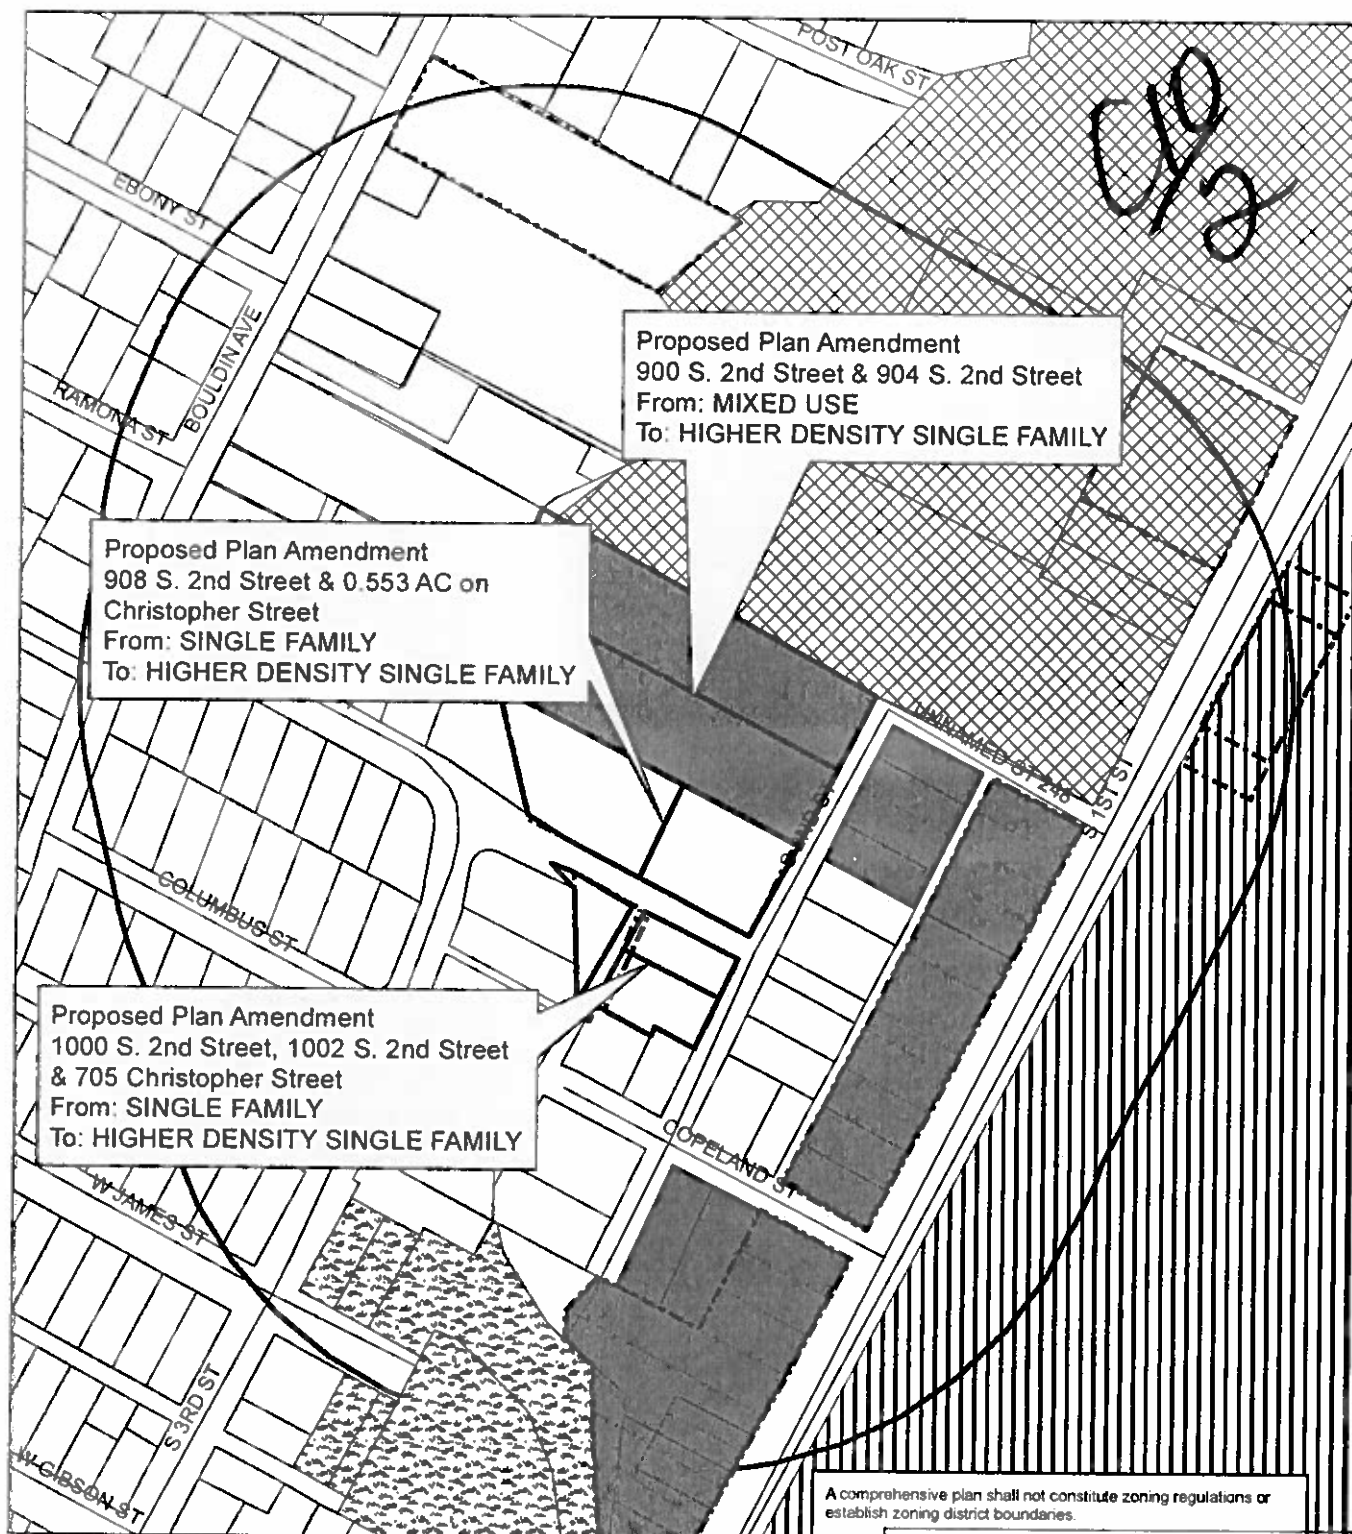 POST OAK ST
C10
2
EBONY ST
BOULDIN AVE
RAMONA ST
Proposed Plan Amendment
900 S. 2nd Street & 904 S. 2nd Street
From: MIXED USE
To: HIGHER DENSITY SINGLE FAMILY
Proposed Plan Amendment
908 S. 2nd Street & 0.553 AC on
Christopher Street
From: SINGLE FAMILY
To: HIGHER DENSITY SINGLE FAMILY
UNNAMED ST 248
S 1ST ST
COLUMBUS ST
Proposed Plan Amendment
1000 S. 2nd Street, 1002 S. 2nd Street
& 705 Christopher Street
From: SINGLE FAMILY
To: HIGHER DENSITY SINGLE FAMILY
COPELAND ST
W JAMES ST
S 3RD ST
W GIBSON ST
A comprehensive plan shall not constitute zoning regulations or
establish zoning district boundaries.